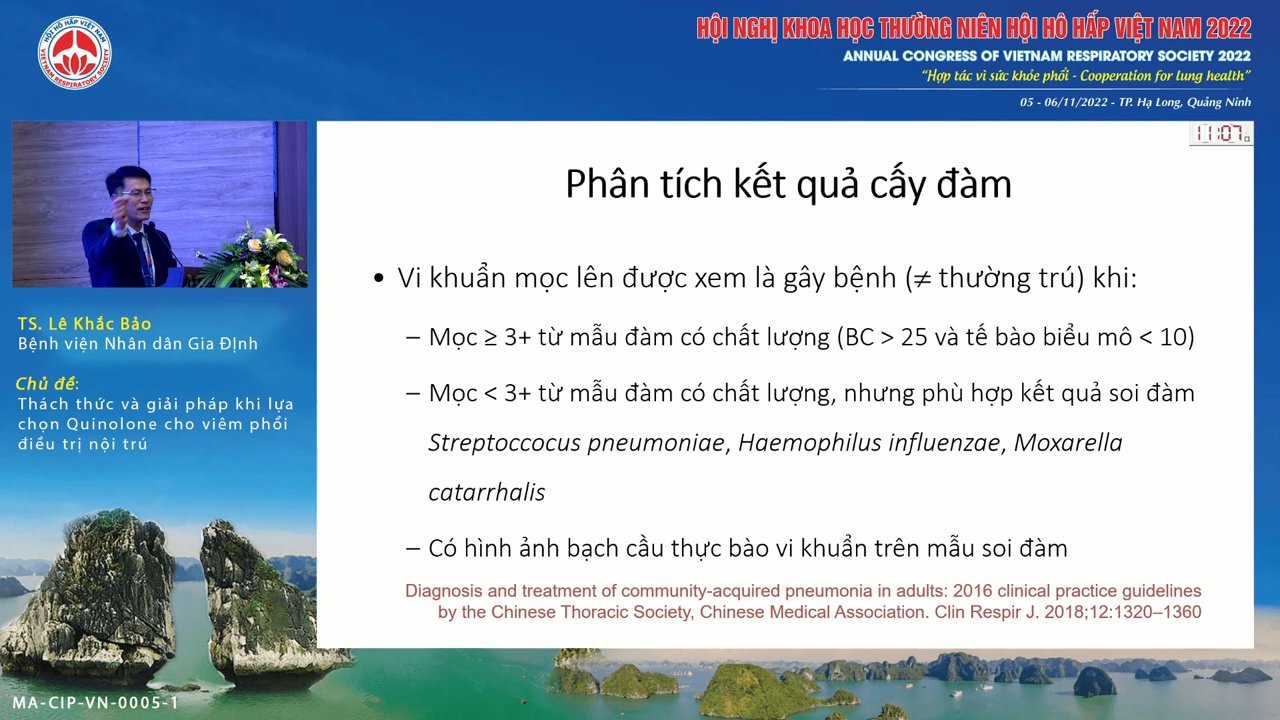 HỘI HÔ HẤP VIỆT NAM
VIETNAM RESPIRATORY SOCIETY
HỘI NGHỊ KHOA HỌC THƯỜNG NIÊN HỘI HÔ HẤP VIỆT NAM 2022
ANNUAL CONGRESS OF VIETNAM RESPIRATORY SOCIETY 2022
“Hợp tác vì sức khỏe phổi - Cooperation for lung health”
05 - 06/11/2022 - TP. Hạ Long, Quảng Ninh
TS. Lê Khắc Bảo
Bệnh viện Nhân dân Gia Định
Chủ đề:
Thách thức và giải pháp khi lựa
chọn Quinolone cho viêm phổi
điều trị nội trú
Phân tích kết quả cấy đàm
• Vi khuẩn mọc lên được xem là gây bệnh (≠ thường trú) khi:
– Mọc ≥ 3+ từ mẫu đàm có chất lượng (BC > 25 và tế bào biểu mô < 10)
– Mọc < 3+ từ mẫu đàm có chất lượng, nhưng phù hợp kết quả soi đàm
Streptoccocus pneumoniae, Haemophilus influenzae, Moxarella
catarrhalis
– Có hình ảnh bạch cầu thực bào vi khuẩn trên mẫu soi đàm
Diagnosis and treatment of community-acquired pneumonia in adults: 2016 clinical practice guidelines
by the Chinese Thoracic Society, Chinese Medical Association. Clin Respir J. 2018;12:1320–1360
MA-CIP-VN-0005-1